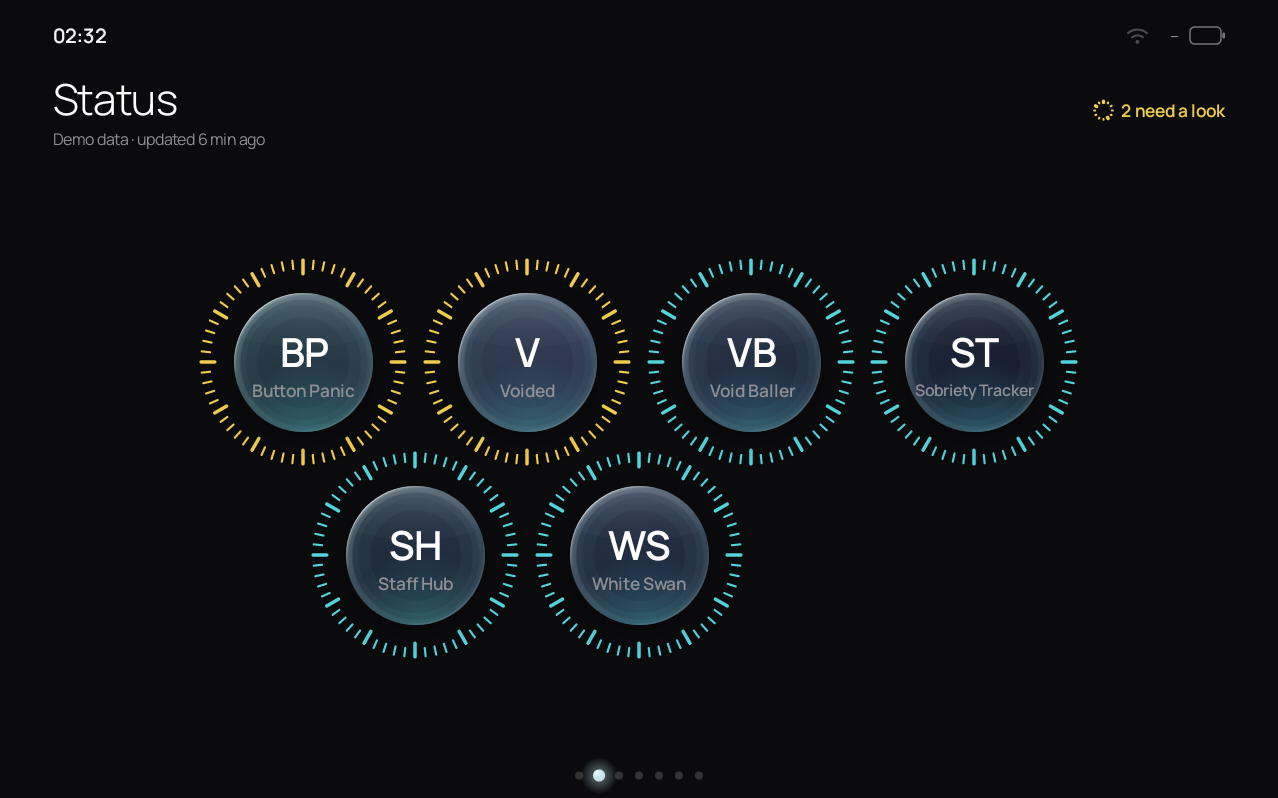 02:32
–
Status
Demo data · updated 6 min ago
2 need a look
BP
Button Panic
V
Voided
VB
Void Baller
ST
Sobriety Tracker
SH
Staff Hub
WS
White Swan